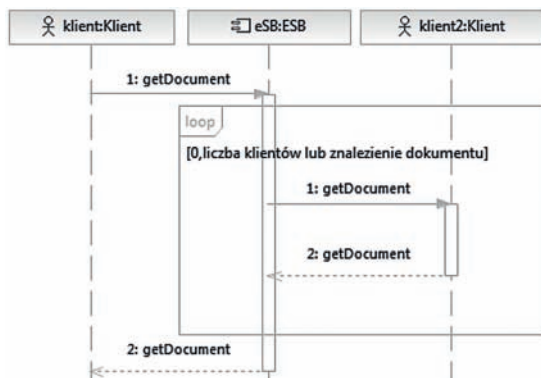 klient:Klient
eSB:ESB
klient2:Klient
1: getDocument
loop
[0,liczba klientów lub znalezienie dokumentu]
1: getDocument
2: getDocument
2: getDocument